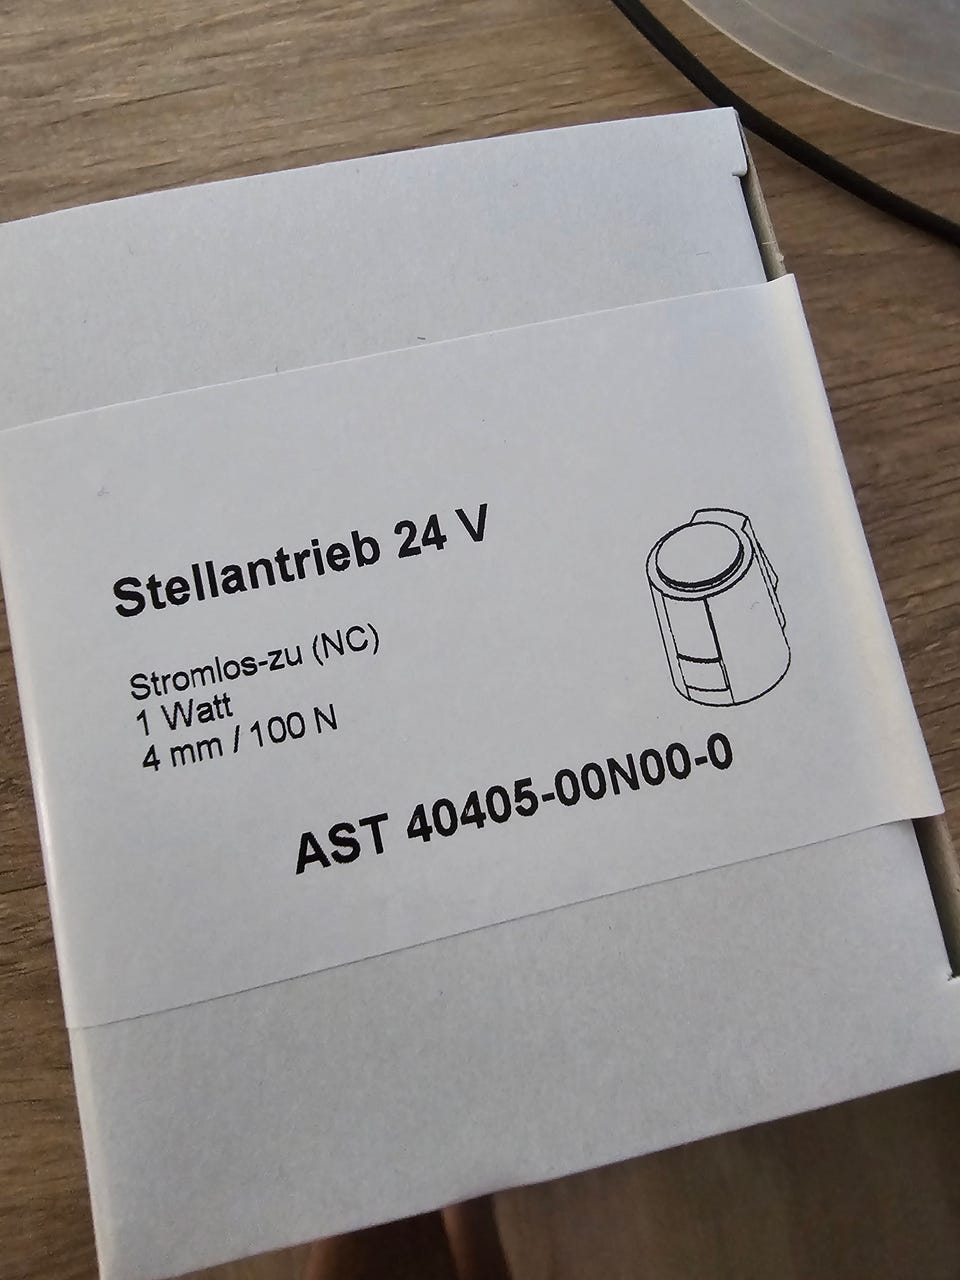 Stellantrieb 24 V
Stromlos-zu (NC)
1 Watt
4 mm / 100 N
AST 40405-00N00-0